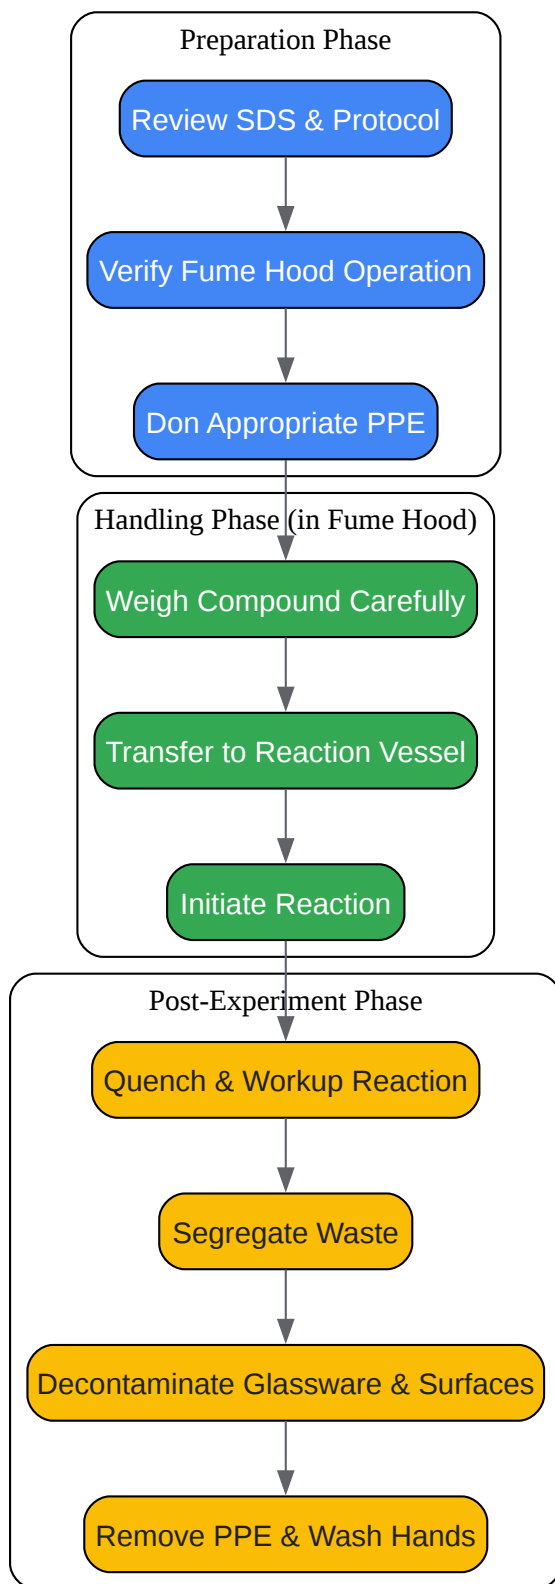 Preparation Phase
Review SDS & Protocol
Verify Fume Hood Operation
Don Appropriate PPE
Handling Phase (in Fume Hood)
Weigh Compound Carefully
Transfer to Reaction Vessel
Initiate Reaction
Post-Experiment Phase
Quench & Workup Reaction
Segregate Waste
Decontaminate Glassware & Surfaces
Remove PPE & Wash Hands